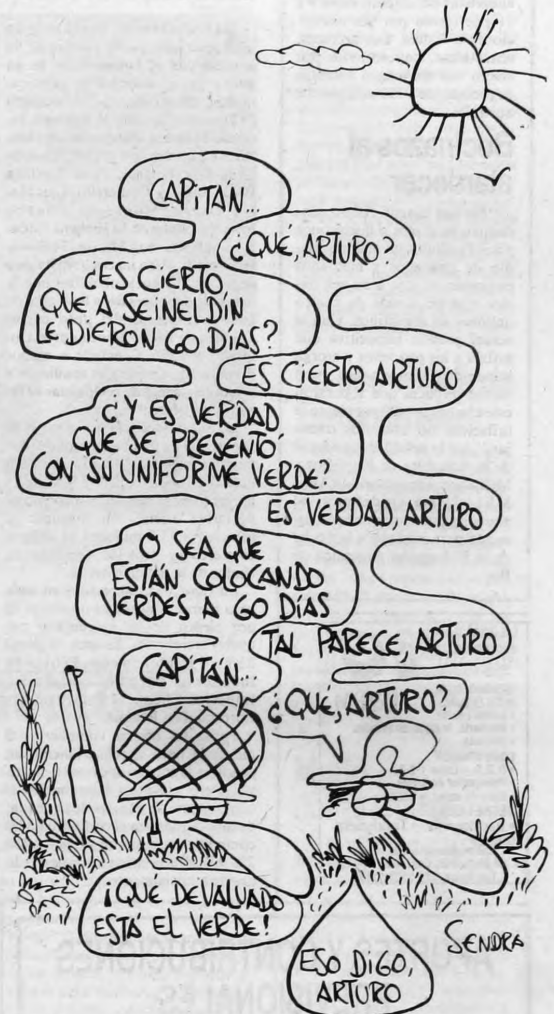 CAPITÁN...
¿QUÉ, ARTURO?
¿ES CIERTO
QUE A SEINELDÍN
LE DIERON 60 DÍAS?
ES CIERTO, ARTURO
¿Y ES VERDAD
QUE SE PRESENTÓ
CON SU UNIFORME VERDE?
ES VERDAD, ARTURO
O SEA QUE
ESTÁN COLOCANDO
VERDES A 60 DÍAS
TAL PARECE, ARTURO
CAPITÁN...
¿QUÉ, ARTURO?
¡QUÉ DEVALUADO
ESTÁ EL VERDE!
ESO DIGO,
ARTURO
SENDRA